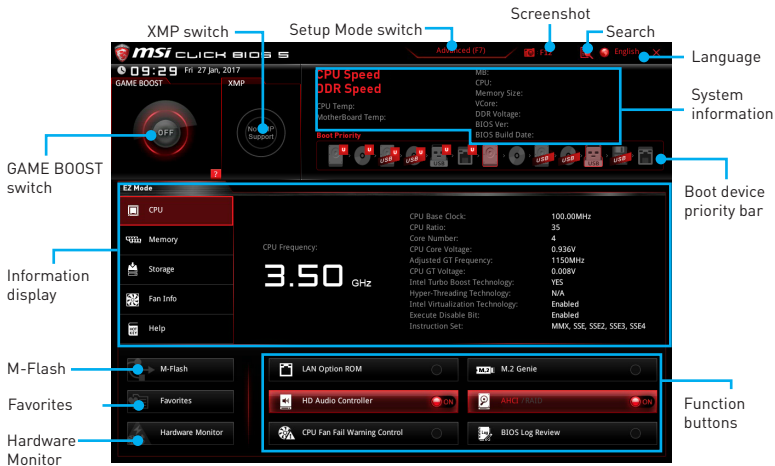 Screenshot
XMP switch
Setup Mode switch
Search
msi CLICK BIOS 5
Advanced (F7)
F12
English
X
Language
09:29 Fri 27 Jan, 2017
GAME BOOST
XMP
OFF
No XMP Support
CPU Speed
DDR Speed
CPU Temp:
MotherBoard Temp:
MB:
CPU:
Memory Size:
VCore:
DDR Voltage:
BIOS Ver:
BIOS Build Date:
System information
Boot Priority
U U U USB U U U USB USB USB USB
?
GAME BOOST switch
Boot device priority bar
EZ Mode
CPU
Memory
Storage
Fan Info
Help
CPU Frequency:
3.50 GHz
CPU Base Clock: 100.00MHz
CPU Ratio: 35
Core Number: 4
CPU Core Voltage: 0.936V
Adjusted GT Frequency: 1150MHz
CPU GT Voltage: 0.008V
Intel Turbo Boost Technology: YES
Hyper-Threading Technology: N/A
Intel Virtualization Technology: Enabled
Execute Disable Bit: Enabled
Instruction Set: MMX, SSE, SSE2, SSE3, SSE4
Information display
M-Flash
Favorites
Hardware Monitor
M-Flash
Favorites
Hardware Monitor
LAN Option ROM
M.2 M.2 Genie
HD Audio Controller ON
AHCI /RAID ON
CPU Fan Fail Warning Control
Log BIOS Log Review
Function buttons